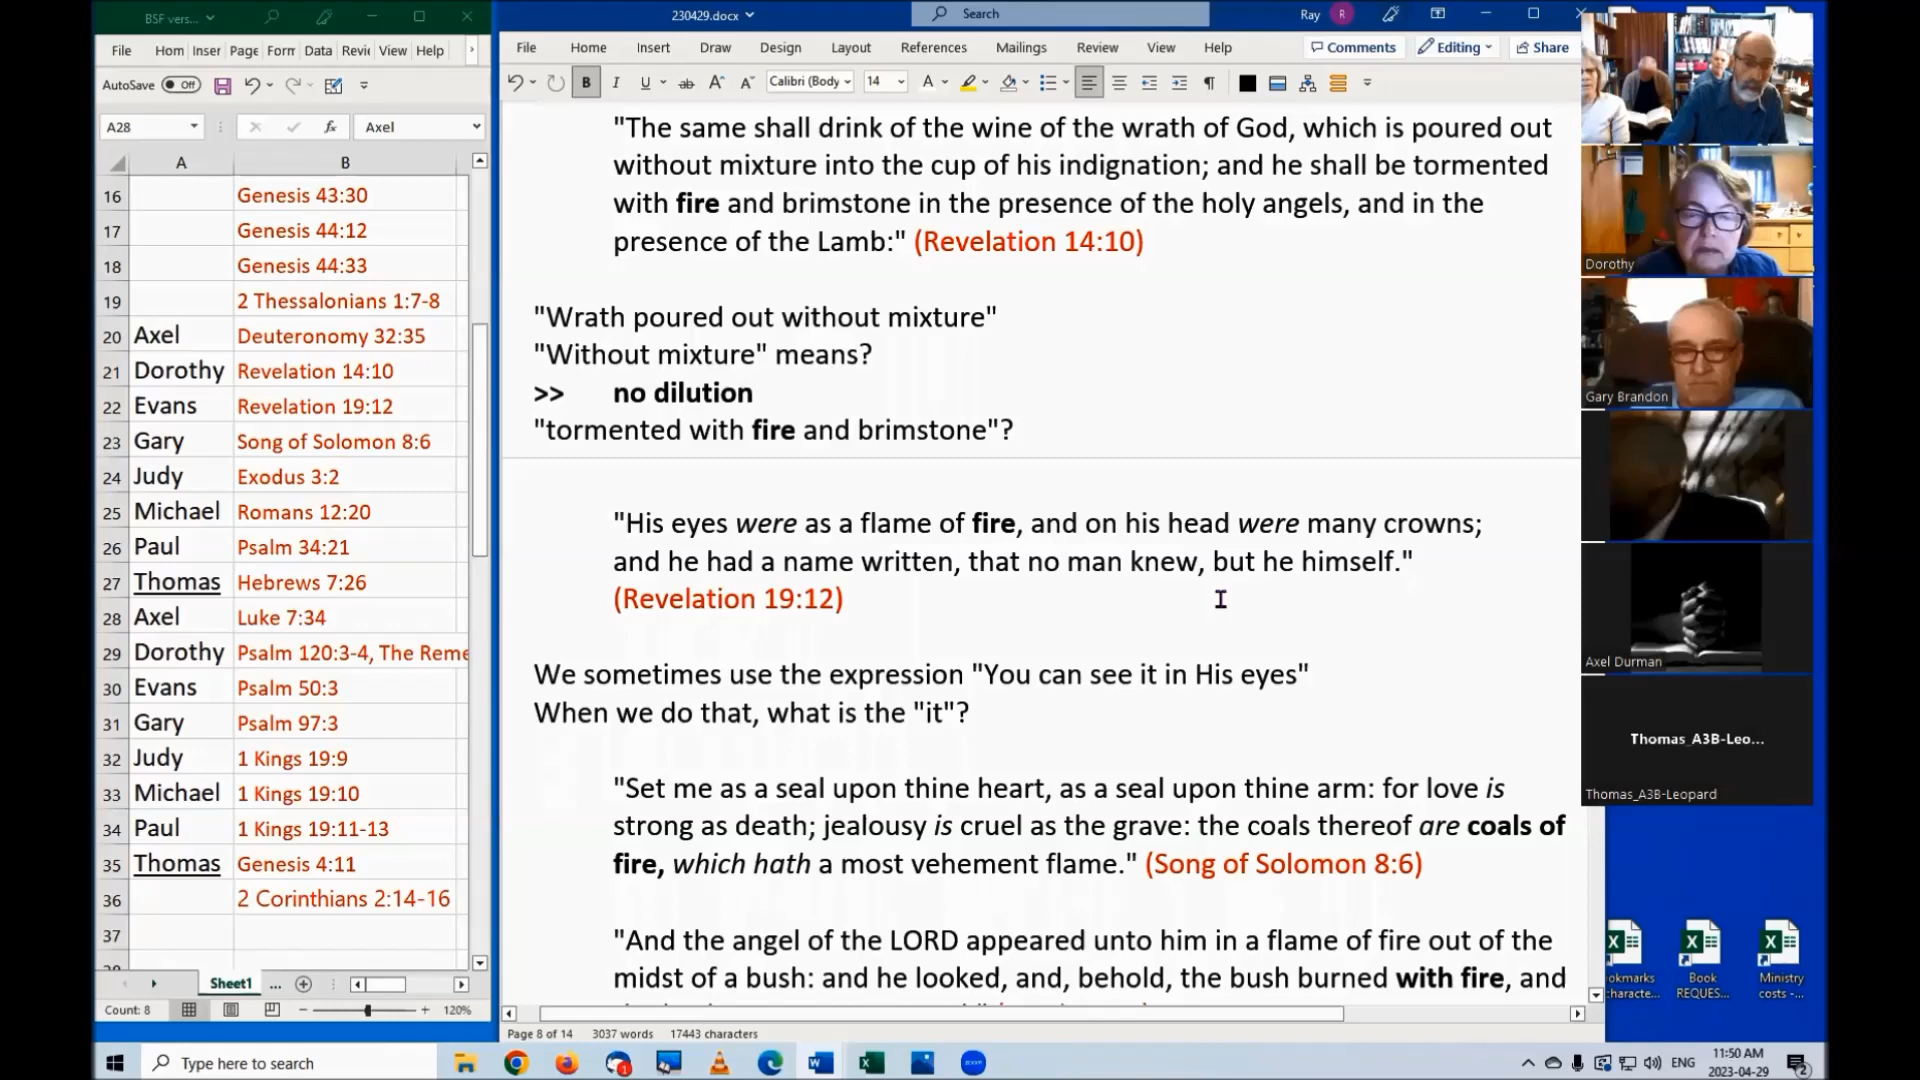 BSF vers...
File Hom Inser Page Forr Data Revi View Help
AutoSave Off
A28 fx Axel
A B
16 Genesis 43:30
17 Genesis 44:12
18 Genesis 44:33
19 2 Thessalonians 1:7-8
20 Axel Deuteronomy 32:35
21 Dorothy Revelation 14:10
22 Evans Revelation 19:12
23 Gary Song of Solomon 8:6
24 Judy Exodus 3:2
25 Michael Romans 12:20
26 Paul Psalm 34:21
27 Thomas Hebrews 7:26
28 Axel Luke 7:34
29 Dorothy Psalm 120:3-4, The Reme
30 Evans Psalm 50:3
31 Gary Psalm 97:3
32 Judy 1 Kings 19:9
33 Michael 1 Kings 19:10
34 Paul 1 Kings 19:11-13
35 Thomas Genesis 4:11
36 2 Corinthians 2:14-16
37
Sheet1 ...
Count: 8 120%
230429.docx Search Ray R
File Home Insert Draw Design Layout References Mailings Review View Help Comments Editing Share
B I U ab A A Calibri (Body 14 A
"The same shall drink of the wine of the wrath of God, which is poured out
without mixture into the cup of his indignation; and he shall be tormented
with fire and brimstone in the presence of the holy angels, and in the
presence of the Lamb:" (Revelation 14:10)
"Wrath poured out without mixture"
"Without mixture" means?
>> no dilution
"tormented with fire and brimstone"?
"His eyes were as a flame of fire, and on his head were many crowns;
and he had a name written, that no man knew, but he himself."
(Revelation 19:12)
We sometimes use the expression "You can see it in His eyes"
When we do that, what is the "it"?
"Set me as a seal upon thine heart, as a seal upon thine arm: for love is
strong as death; jealousy is cruel as the grave: the coals thereof are coals of
fire, which hath a most vehement flame." (Song of Solomon 8:6)
"And the angel of the LORD appeared unto him in a flame of fire out of the
midst of a bush: and he looked, and, behold, the bush burned with fire, and
Page 8 of 14 3037 words 17443 characters
Dorothy
Gary Brandon
Axel Durman
Thomas_A3B-Leo...
Thomas_A3B-Leopard
okmarks Book Ministry
characte... REQUES... costs -...
Type here to search
zoom
ENG 11:50 AM
2023-04-29